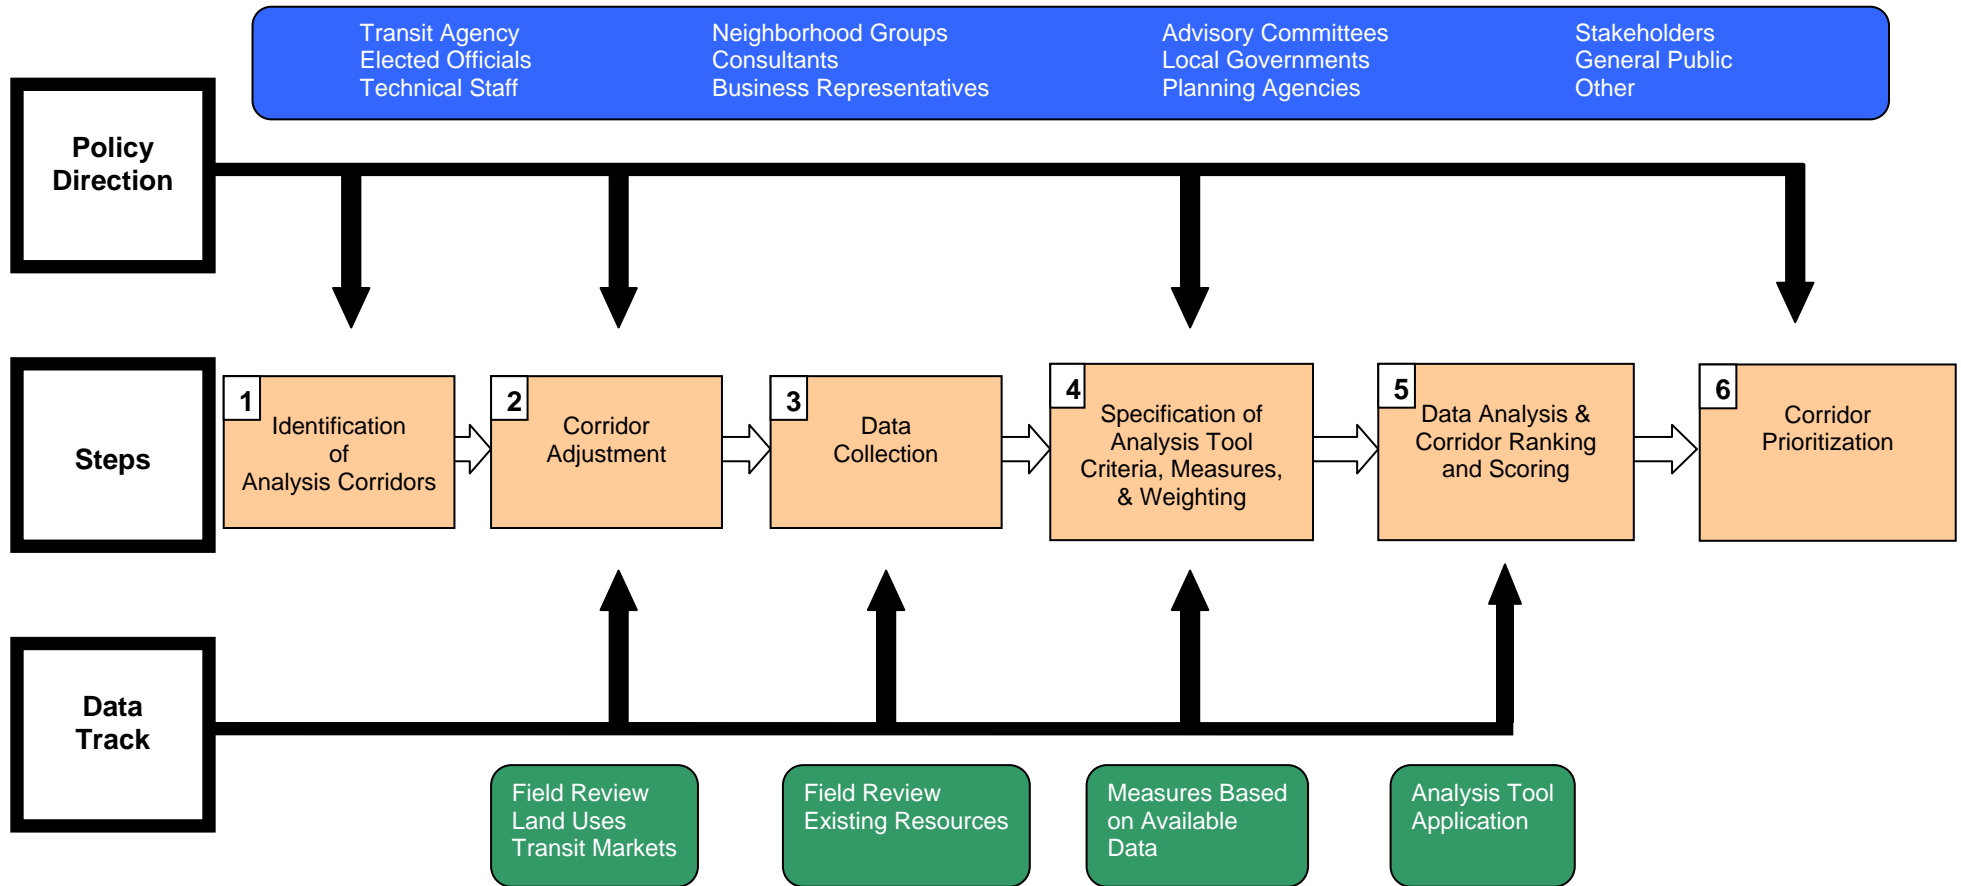 Transit Agency
Elected Officials
Technical Staff
Neighborhood Groups
Consultants
Business Representatives
Advisory Committees
Local Governments
Planning Agencies
Stakeholders
General Public
Other
Policy
Direction
Steps
1
Identification
of
Analysis Corridors
2
Corridor
Adjustment
3
Data
Collection
4
Specification of
Analysis Tool
Criteria, Measures,
& Weighting
5
Data Analysis &
Corridor Ranking
and Scoring
6
Corridor
Prioritization
Data
Track
Field Review
Land Uses
Transit Markets
Field Review
Existing Resources
Measures Based
on Available
Data
Analysis Tool
Application